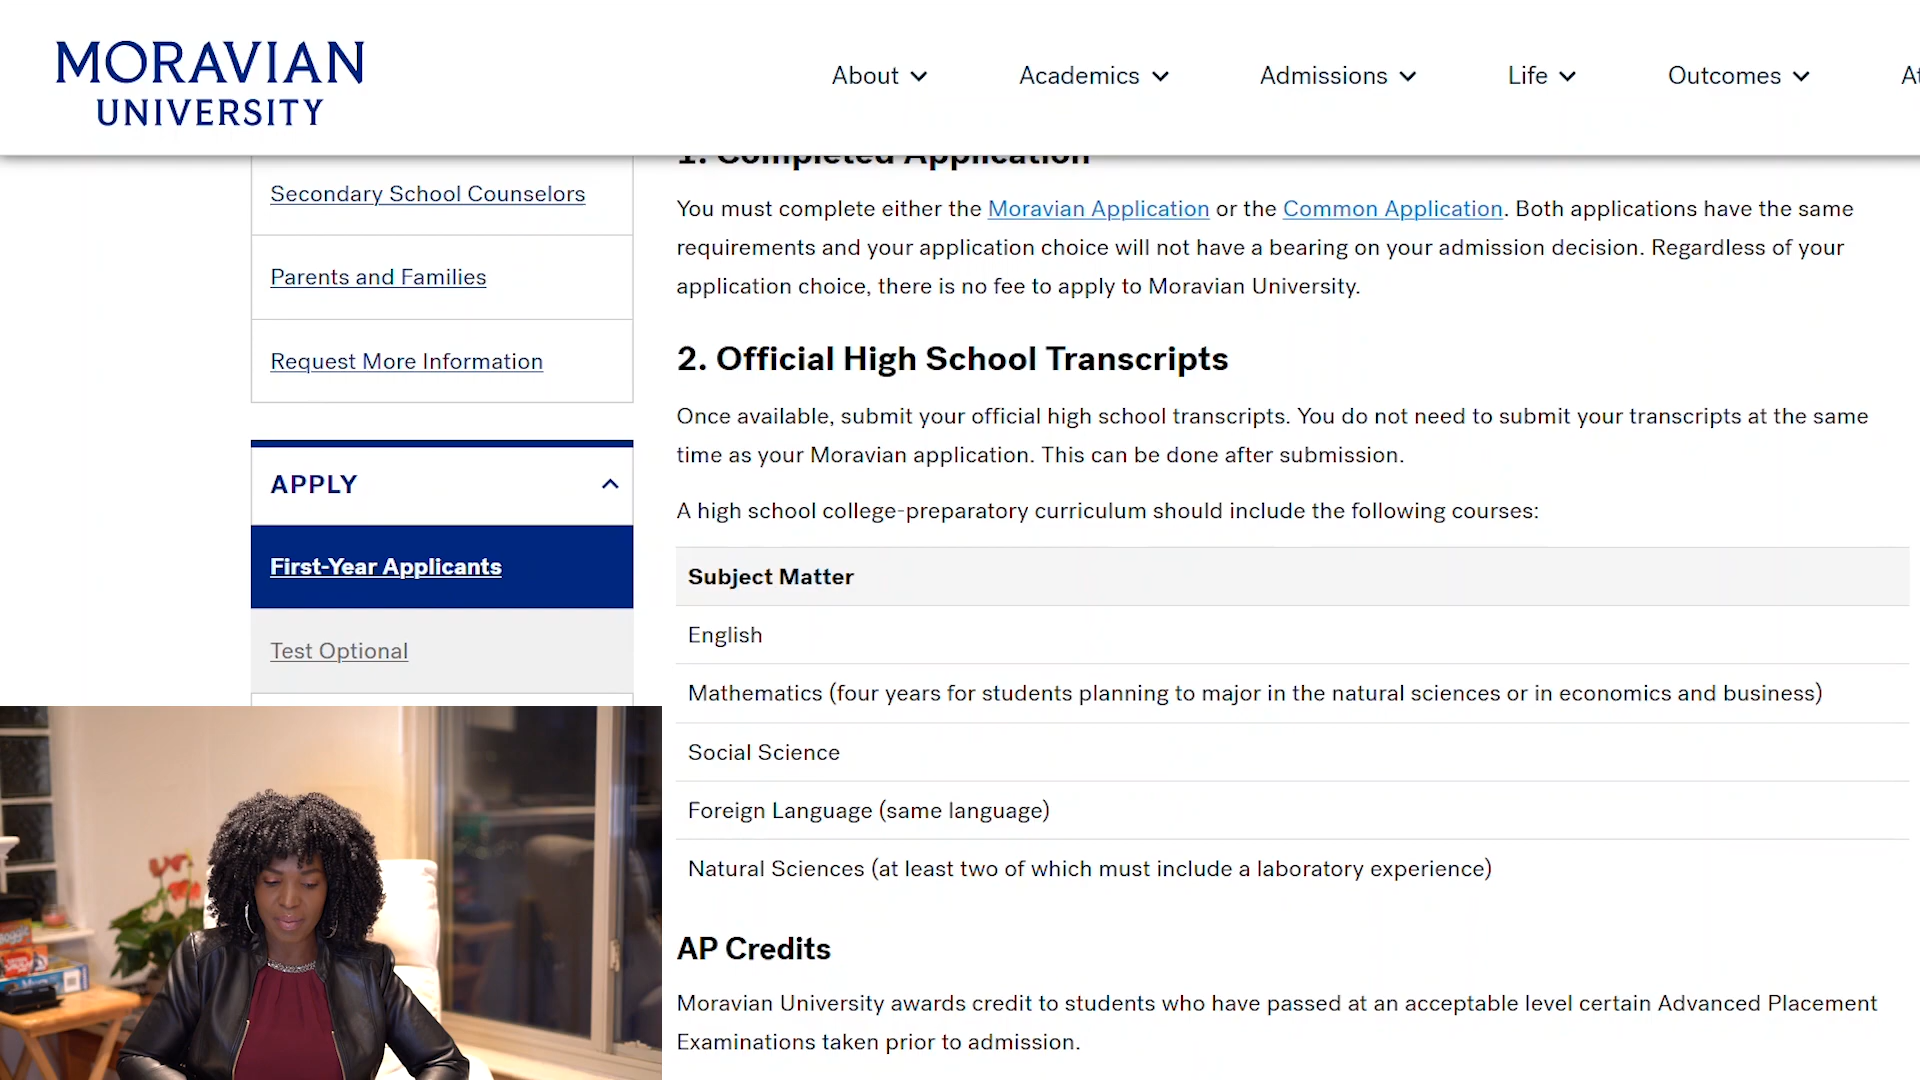 MORAVIAN
UNIVERSITY
About
Academics
Admissions
Life
Outcomes
Secondary School Counselors
Parents and Families
Request More Information
APPLY
First-Year Applicants
Test Optional
1. Completed Application
You must complete either the Moravian Application or the Common Application. Both applications have the same
requirements and your application choice will not have a bearing on your admission decision. Regardless of your
application choice, there is no fee to apply to Moravian University.
2. Official High School Transcripts
Once available, submit your official high school transcripts. You do not need to submit your transcripts at the same
time as your Moravian application. This can be done after submission.
A high school college-preparatory curriculum should include the following courses:
Subject Matter
English
Mathematics (four years for students planning to major in the natural sciences or in economics and business)
Social Science
Foreign Language (same language)
Natural Sciences (at least two of which must include a laboratory experience)
AP Credits
Moravian University awards credit to students who have passed at an acceptable level certain Advanced Placement
Examinations taken prior to admission.